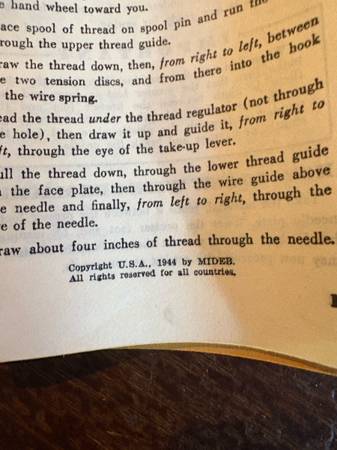 hand wheel toward you.
ace spool of thread on spool pin and run the
rough the upper thread guide.
raw the thread down, then, from right to left, between
e two tension discs, and from there into the hook
the wire spring.
ead the thread under the thread regulator (not through
e hole), then draw it up and guide it, from right to
ft, through the eye of the take-up lever.
ull the thread down, through the lower thread guide
the face plate, then through the wire guide above
e needle and finally, from left to right, through the
e of the needle.
raw about four inches of thread through the needle.
Copyright U.S.A., 1944 by MIDEB.
All rights reserved for all countries.